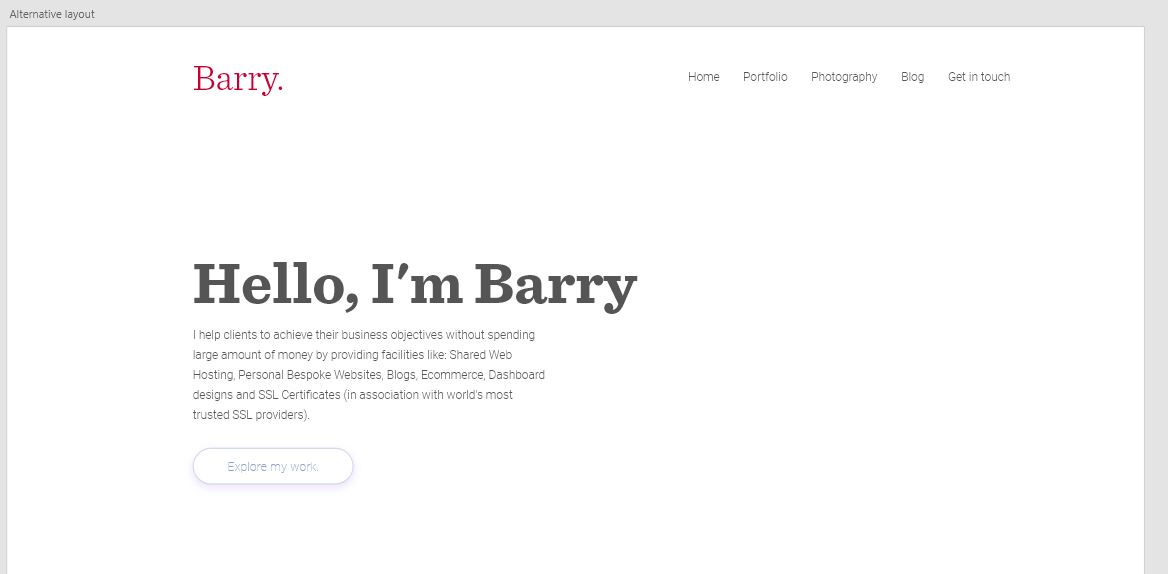 Alternative layout
Barry.
Home Portfolio Photography Blog Get in touch
Hello, I'm Barry
I help clients to achieve their business objectives without spending
large amount of money by providing facilities like: Shared Web
Hosting, Personal Bespoke Websites, Blogs, Ecommerce, Dashboard
designs and SSL Certificates (in association with world's most
trusted SSL providers).
Explore my work.